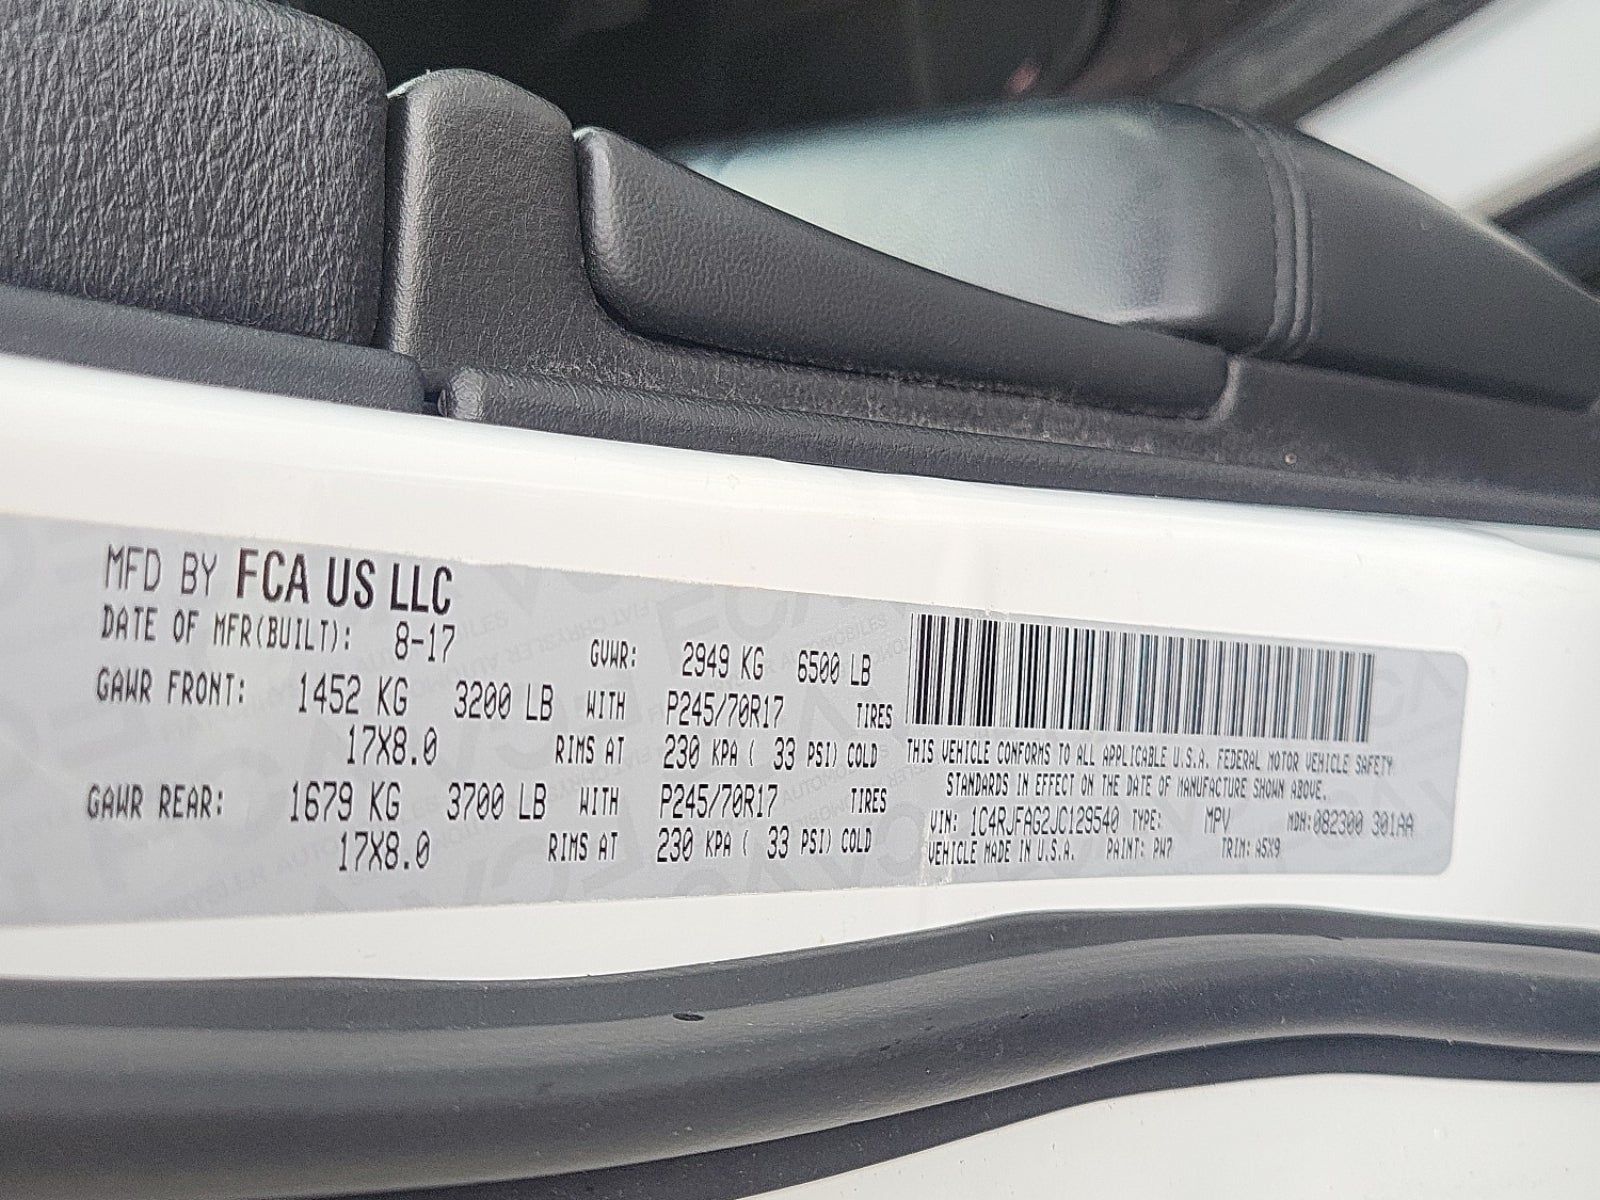 MFD BY FCA US LLC
DATE OF MFR(BUILT): 8-17 GVWR: 2949 KG 6500 LB
GAWR FRONT: 1452 KG 3200 LB WITH P245/70R17 TIRES
17X8.0 RIMS AT 230 KPA ( 33 PSI) COLD
GAWR REAR: 1679 KG 3700 LB WITH P245/70R17 TIRES
17X8.0 RIMS AT 230 KPA ( 33 PSI) COLD
THIS VEHICLE CONFORMS TO ALL APPLICABLE U.S.A. FEDERAL MOTOR VEHICLE SAFETY
STANDARDS IN EFFECT ON THE DATE OF MANUFACTURE SHOWN ABOVE.
VIN: 1C4RJFAG2JC129540 TYPE: MPV MDH:082300 301AA
VEHICLE MADE IN U.S.A. PAINT: PW7 TRIM: A5X9